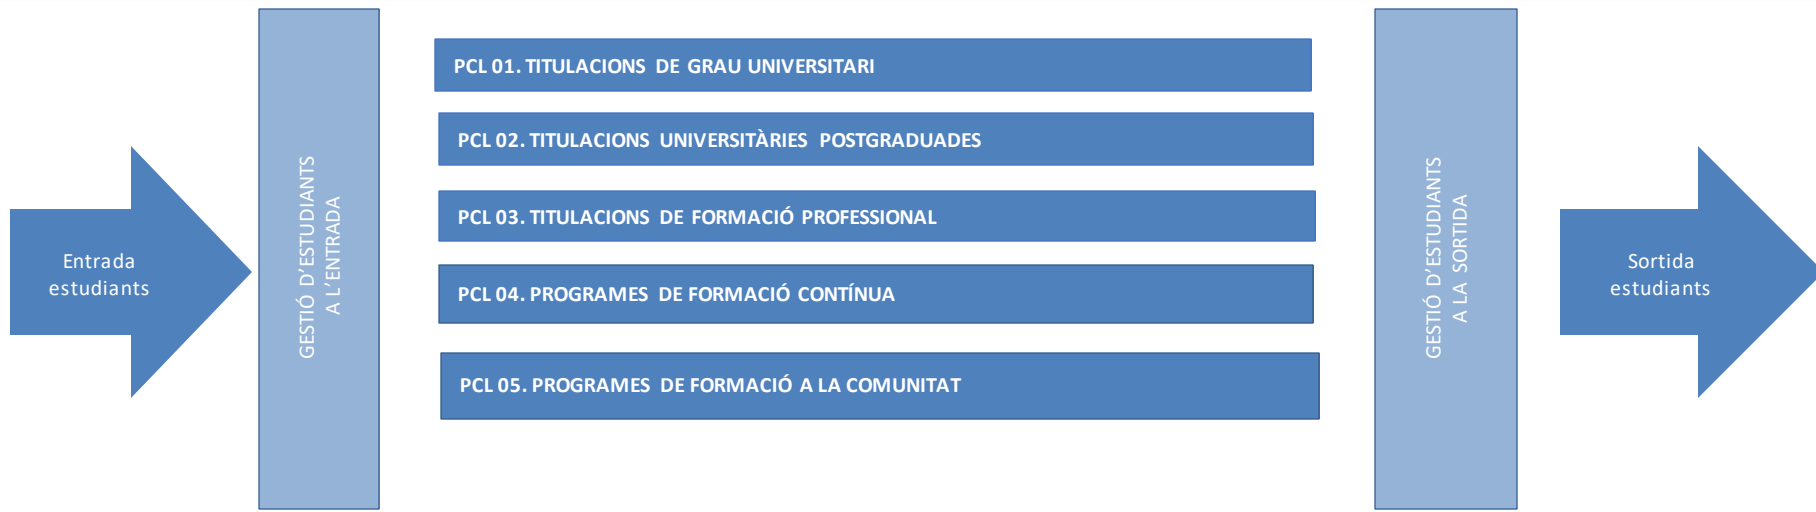 Entrada
estudiants
GESTIÓ D'ESTUDIANTS
A L'ENTRADA
PCL 01. TITULACIONS DE GRAU UNIVERSITARI
PCL 02. TITULACIONS UNIVERSITÀRIES POSTGRADUADES
PCL 03. TITULACIONS DE FORMACIÓ PROFESSIONAL
PCL 04. PROGRAMES DE FORMACIÓ CONTÍNUA
PCL 05. PROGRAMES DE FORMACIÓ A LA COMUNITAT
GESTIÓ D'ESTUDIANTS
A LA SORTIDA
Sortida
estudiants